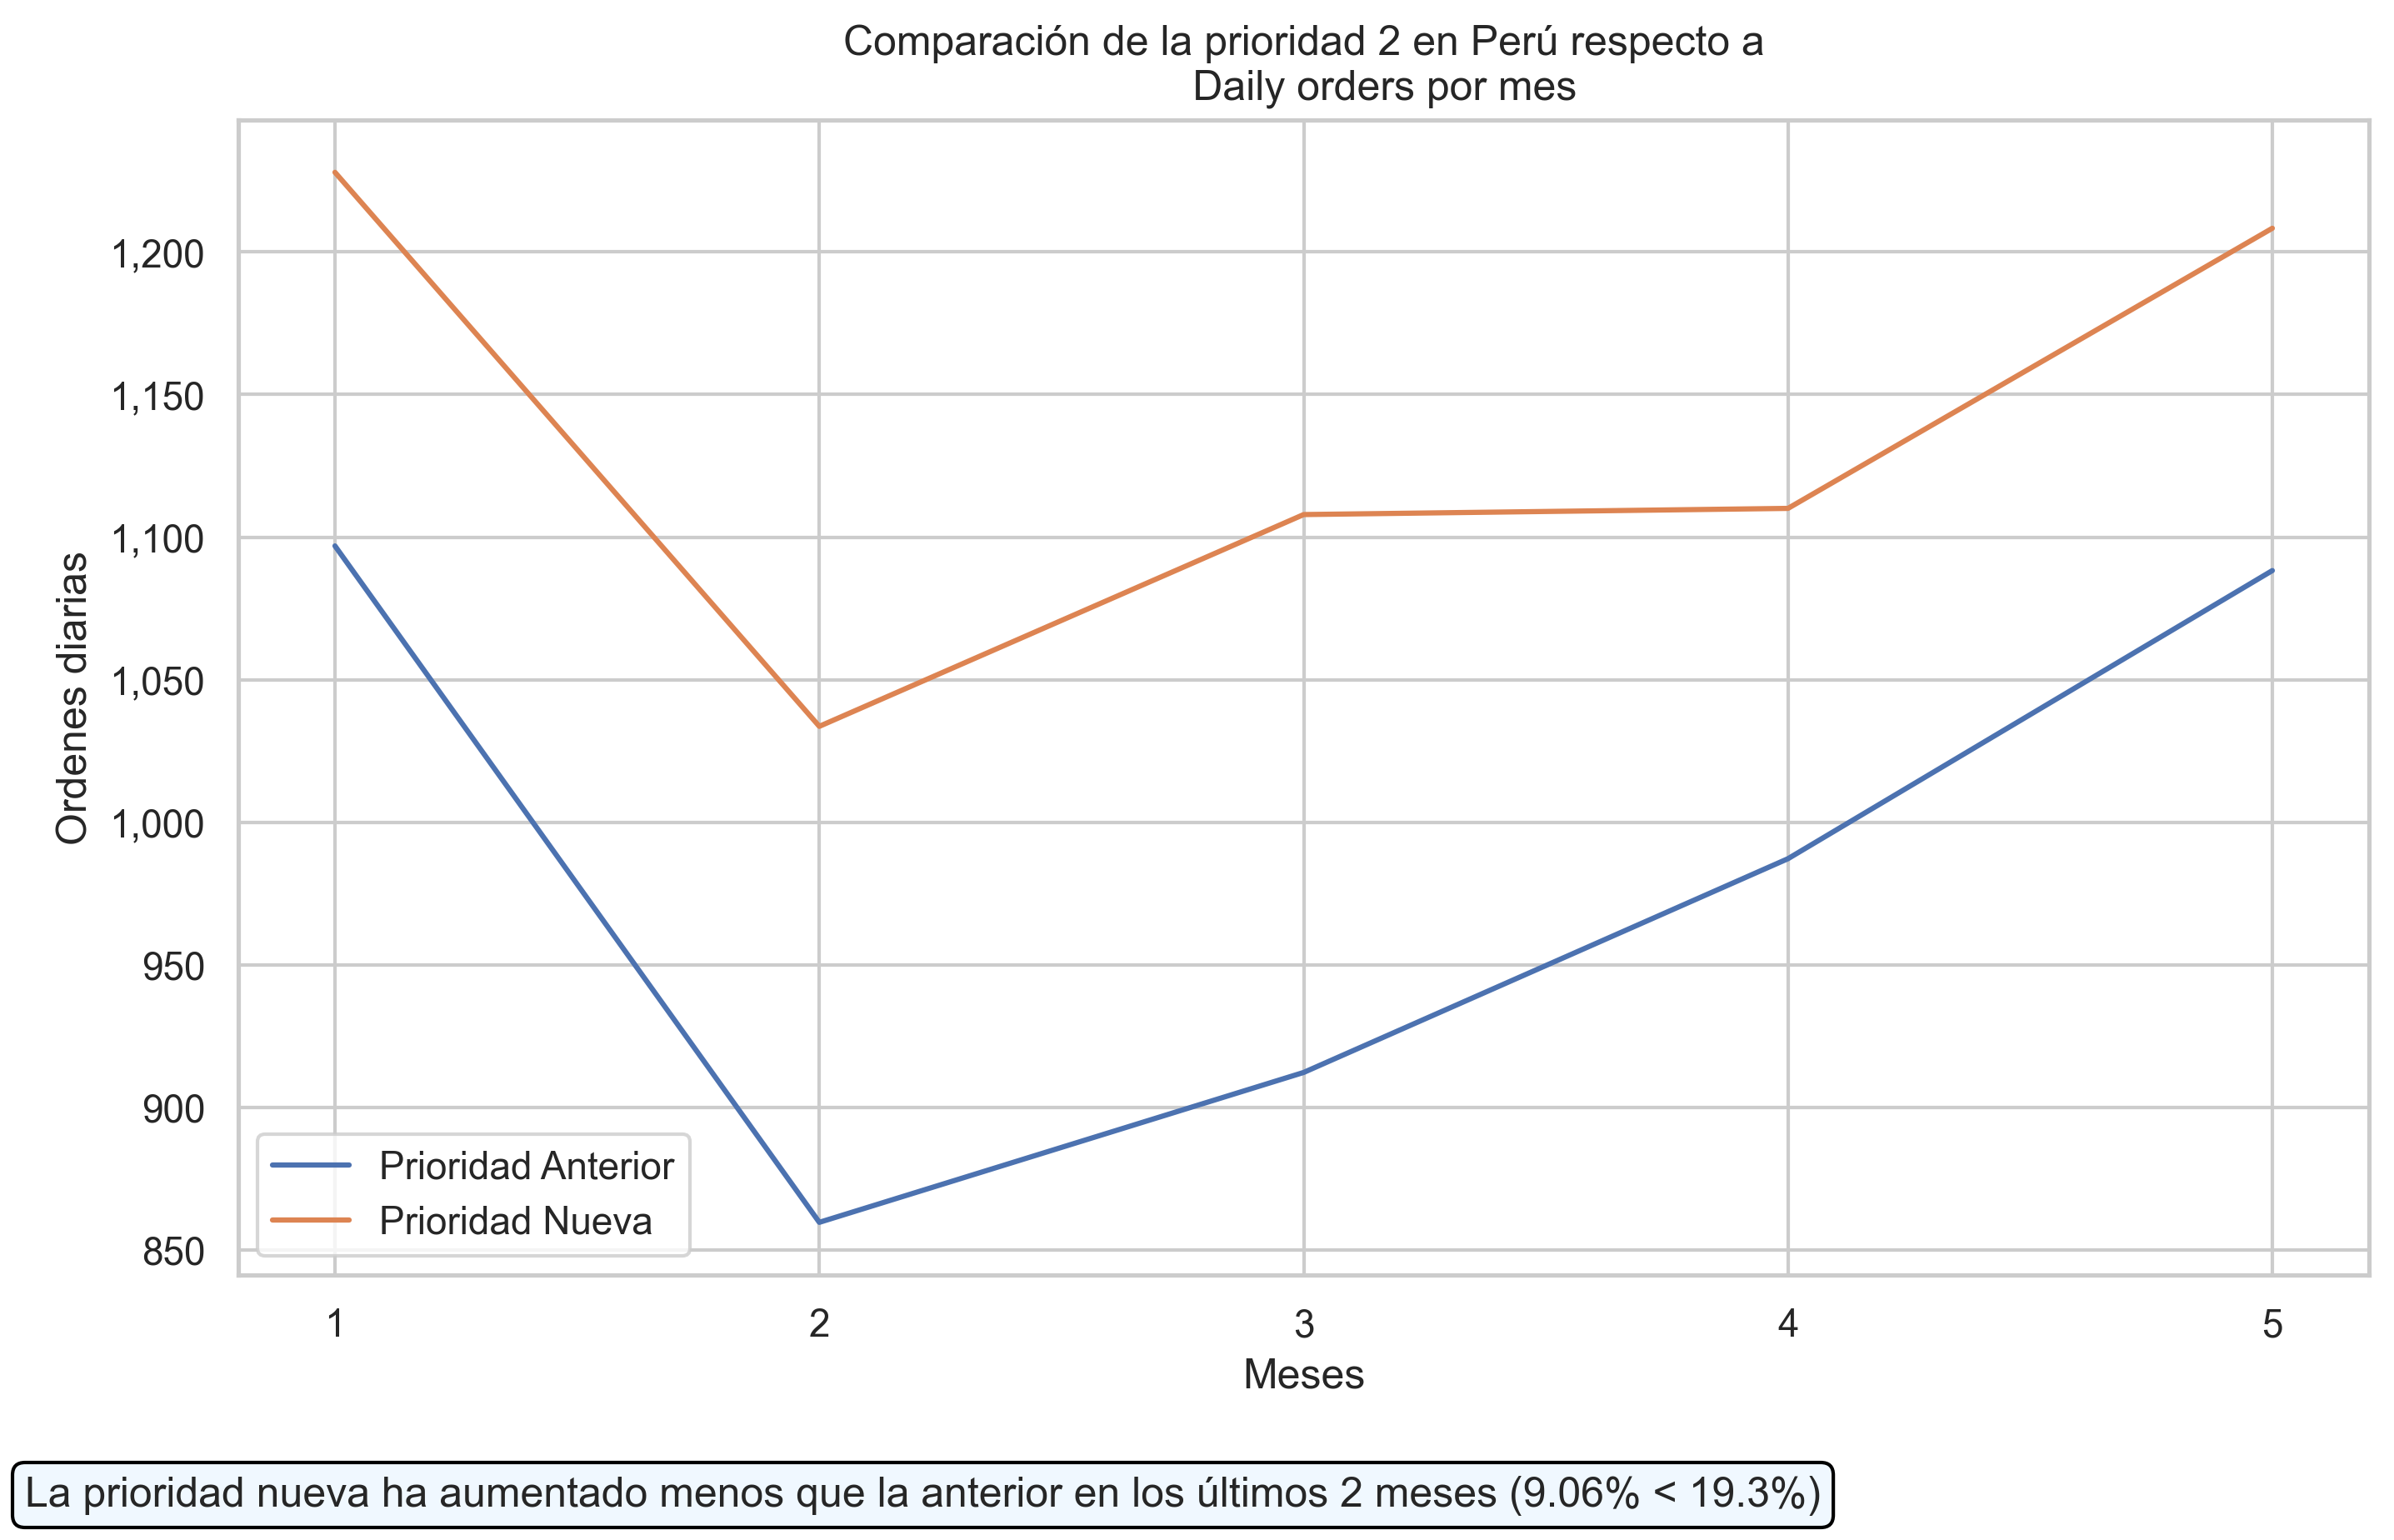 Comparación de la prioridad 2 en Perú respecto a
Daily orders por mes
Ordenes diarias
1,200
1,150
1,100
1,050
1,000
950
900
850
Prioridad Anterior
Prioridad Nueva
1 2 3 4 5
Meses
La prioridad nueva ha aumentado menos que la anterior en los últimos 2 meses (9.06% < 19.3%)